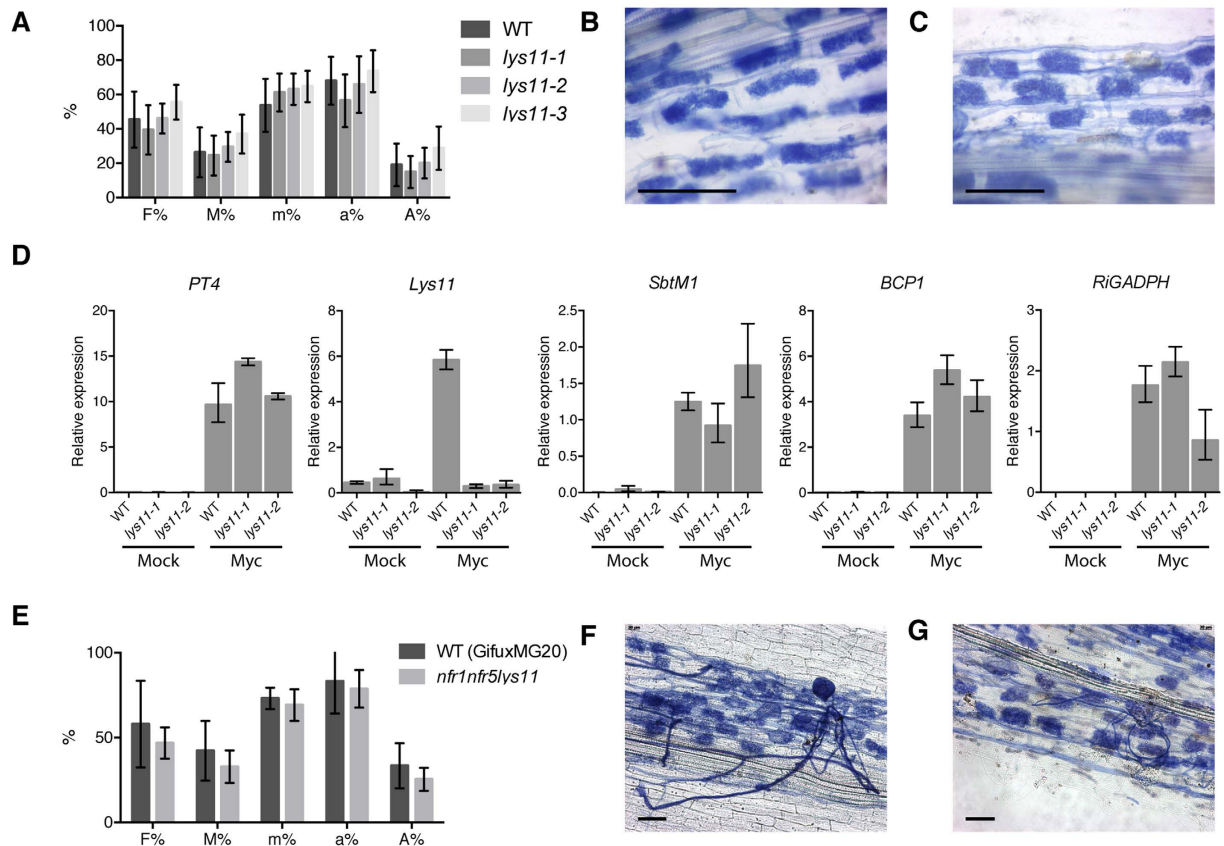 A
%
100
80
60
40
20
0
F% M% m% a% A%
WT
lys11-1
lys11-2
lys11-3
B
C
D
PT4
Relative expression
20
15
10
5
0
WT lys11-1 lys11-2 WT lys11-1 lys11-2
Mock Myc
Lys11
Relative expression
8
6
4
2
0
WT lys11-1 lys11-2 WT lys11-1 lys11-2
Mock Myc
SbtM1
Relative expression
2.5
2.0
1.5
1.0
0.5
0.0
WT lys11-1 lys11-2 WT lys11-1 lys11-2
Mock Myc
BCP1
Relative expression
8
6
4
2
0
WT lys11-1 lys11-2 WT lys11-1 lys11-2
Mock Myc
RiGADPH
Relative expression
3
2
1
0
WT lys11-1 lys11-2 WT lys11-1 lys11-2
Mock Myc
E
%
100
50
0
F% M% m% a% A%
WT (GifuxMG20)
nfr1nfr5lys11
F
G